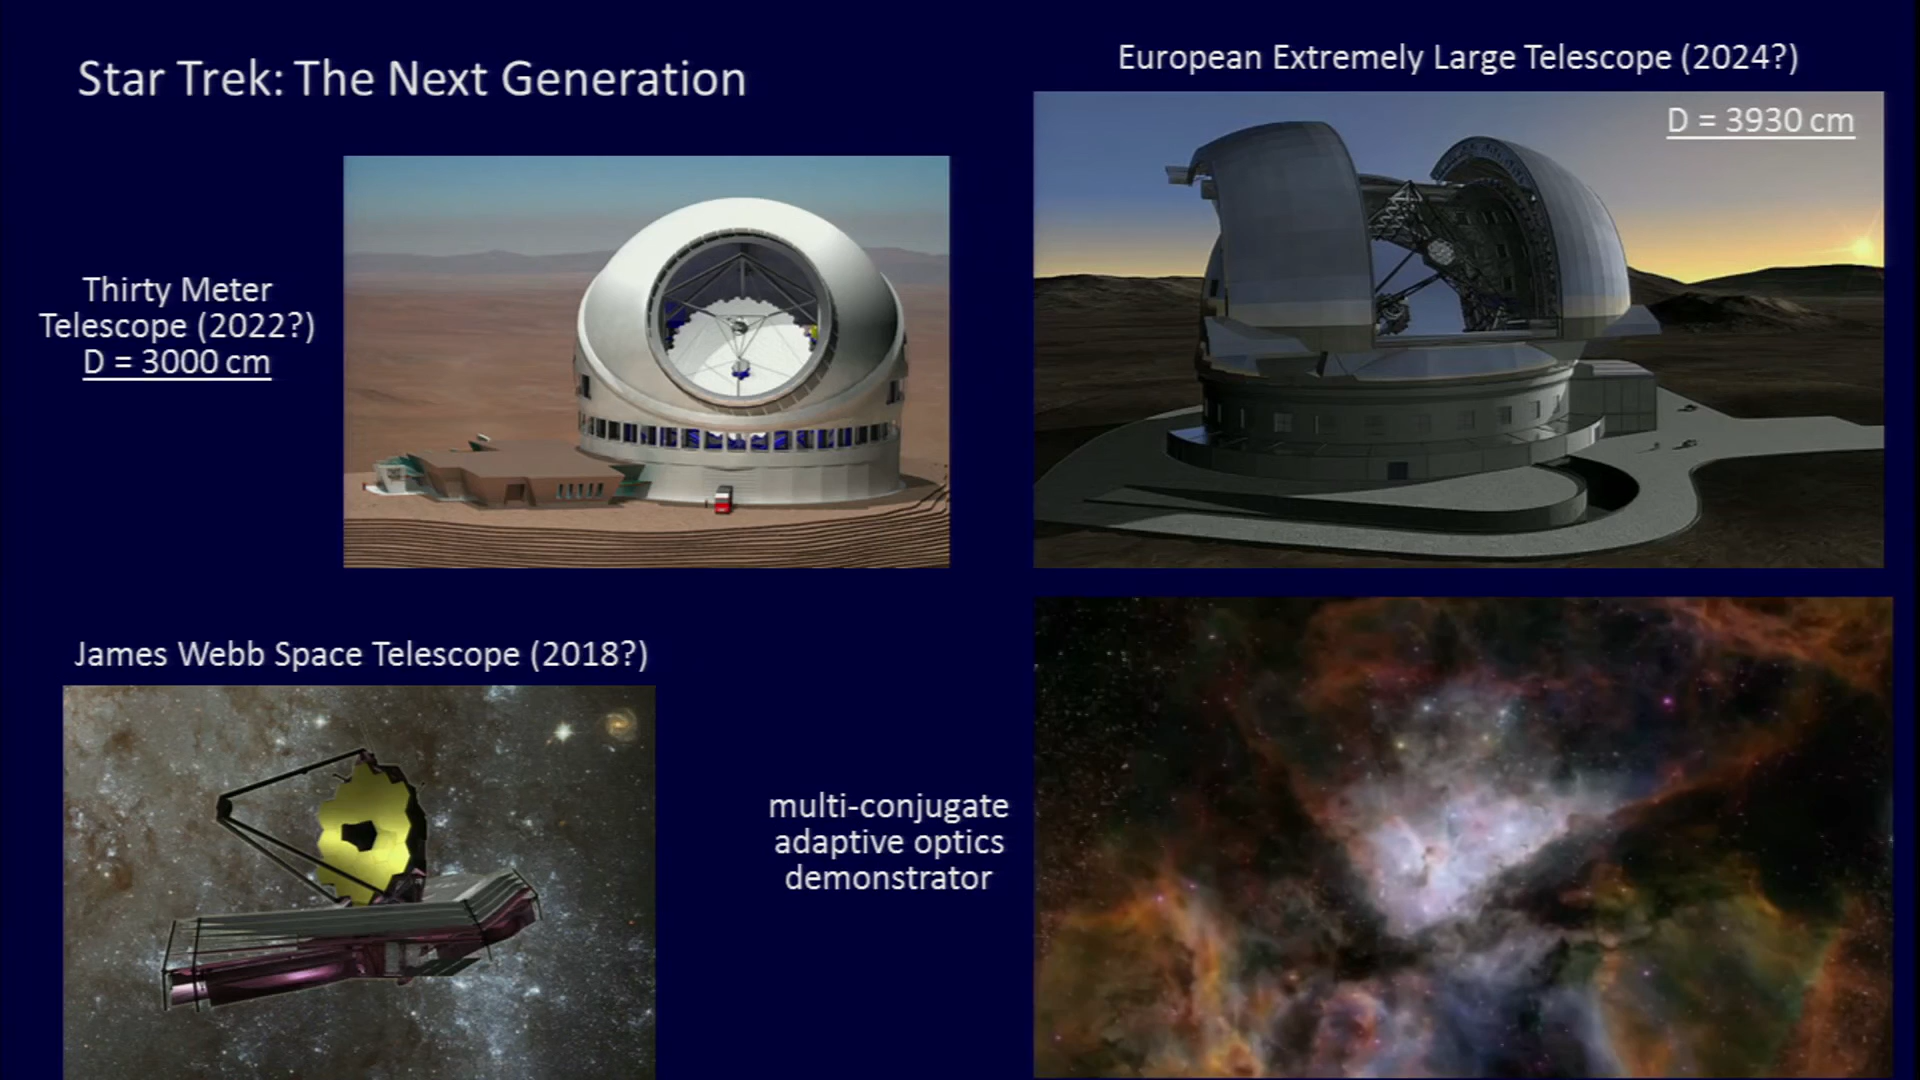 Star Trek: The Next Generation
European Extremely Large Telescope (2024?)
D = 3930 cm
Thirty Meter
Telescope (2022?)
D = 3000 cm
James Webb Space Telescope (2018?)
multi-conjugate
adaptive optics
demonstrator